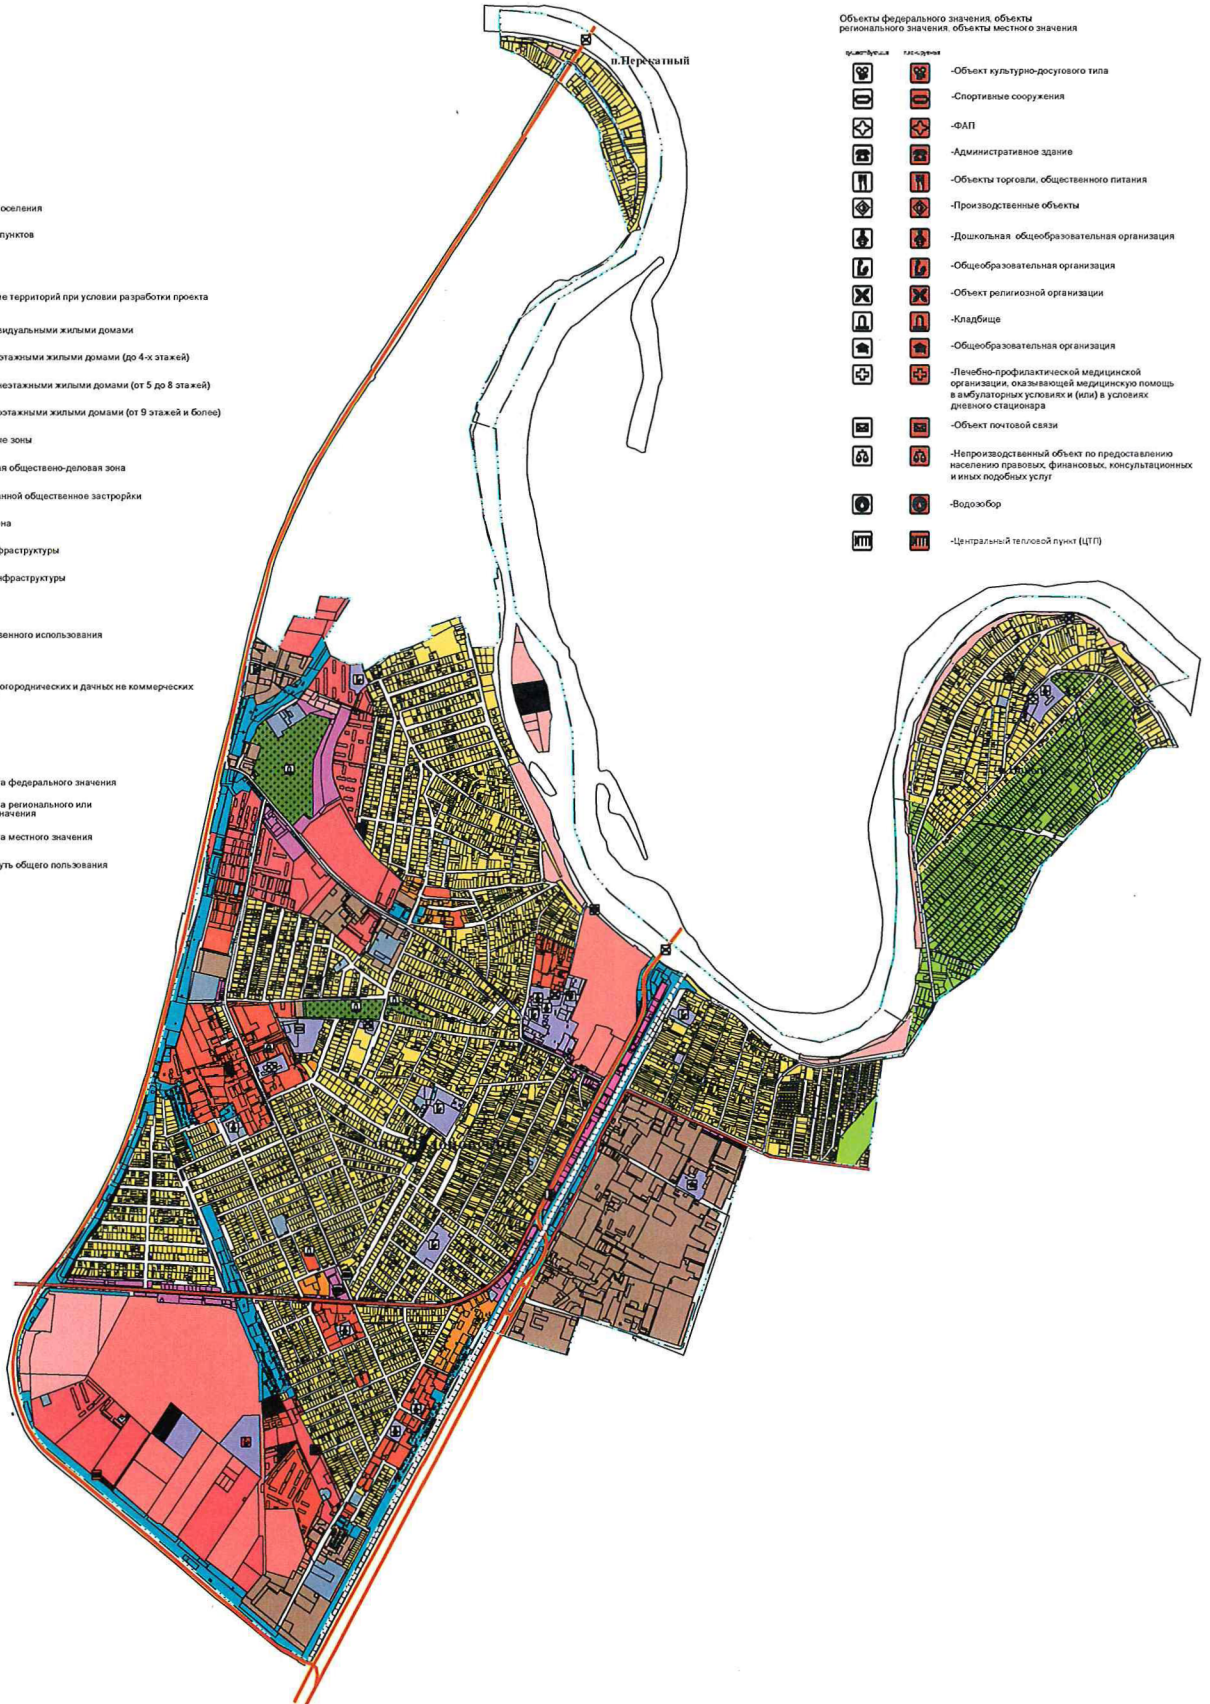 Объекты федерального значения, объекты
регионального значения, объекты местного значения
-Объект культурно-досугового типа
-Спортивные сооружения
-ФАП
-Административное здание
-Объекты торговли, общественного питания
-Производственные объекты
-Дошкольная общеобразовательная организация
-Общеобразовательная организация
-Объект религиозной организации
-Кладбище
-Общеобразовательная организация
-Лечебно-профилактической медицинской
организации, оказывающей медицинскую помощь
в амбулаторных условиях и (или) в условиях
дневного стационара
-Объект почтовой связи
-Непроизводственный объект по предоставлению
населению правовых, финансовых, консультационных
и иных подобных услуг
-Водозобор
-Центральный тепловой пункт (ЦТП)
п.Перекатный
оселения
пунктов
е территорий при условии разработки проекта
видуальными жилыми домами
этажными жилыми домами (до 4-х этажей)
неэтажными жилыми домами (от 5 до 8 этажей)
оэтажными жилыми домами (от 9 этажей и более)
ые зоны
ая обществено-деловая зона
анной общественное застрройки
на
фраструктуры
нфраструктуры
венного использования
огороднических и дачных не коммерческих
а федерального значения
а регионального или
начения
а местного значения
уть общего пользования